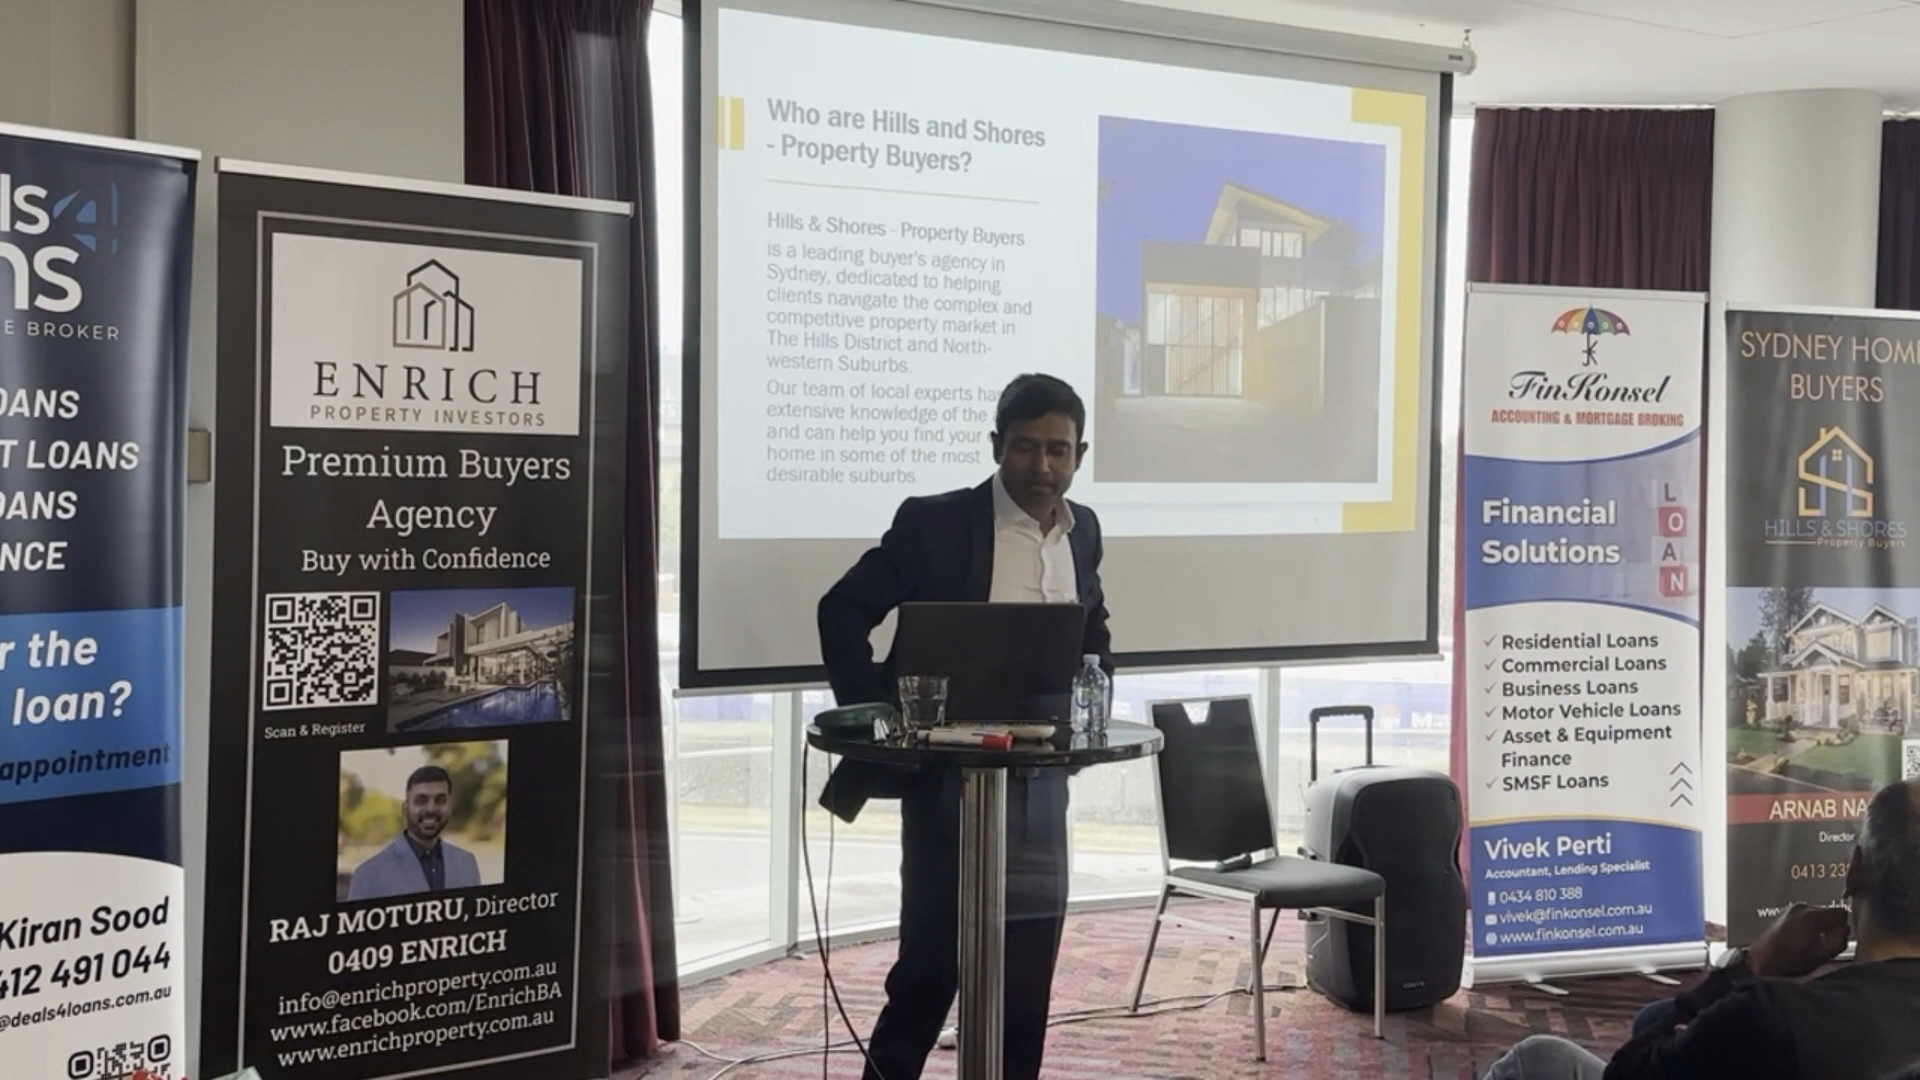 ls4
ns
E BROKER
OANS
T LOANS
OANS
NCE
r the
loan?
appointment
Kiran Sood
412 491 044
@deals4loans.com.au
ENRICH
PROPERTY INVESTORS
Premium Buyers
Agency
Buy with Confidence
Scan & Register
RAJ MOTURU, Director
0409 ENRICH
info@enrichproperty.com.au
www.facebook.com/EnrichBA
www.enrichproperty.com.au
Who are Hills and Shores
- Property Buyers?
Hills & Shores - Property Buyers
is a leading buyer's agency in
Sydney, dedicated to helping
clients navigate the complex and
competitive property market in
The Hills District and North-
western Suburbs.
Our team of local experts has
extensive knowledge of the
and can help you find your
home in some of the most
desirable suburbs
FinKonsel
ACCOUNTING & MORTGAGE BROKING
Financial
Solutions
L
O
A
N
✓ Residential Loans
✓ Commercial Loans
✓ Business Loans
✓ Motor Vehicle Loans
✓ Asset & Equipment
Finance
✓ SMSF Loans
Vivek Perti
Accountant, Lending Specialist
0434 810 388
vivek@finkonsel.com.au
www.finkonsel.com.au
SYDNEY HOM
BUYERS
HILLS & SHORES
Property Buyers
ARNAB NA
Director
0413 23